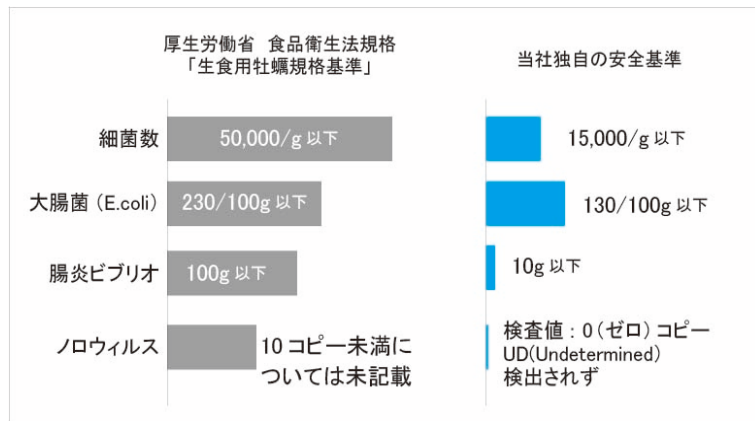 厚生労働省 食品衛生法規格
「生食用牡蠣規格基準」
当社独自の安全基準
細菌数
50,000/g 以下
15,000/g 以下
大腸菌 (E.coli)
230/100g 以下
130/100g 以下
腸炎ビブリオ
100g 以下
10g 以下
ノロウィルス
10 コピー未満に
ついては未記載
検査値：0（ゼロ）コピー
UD(Undetermined)
検出されず